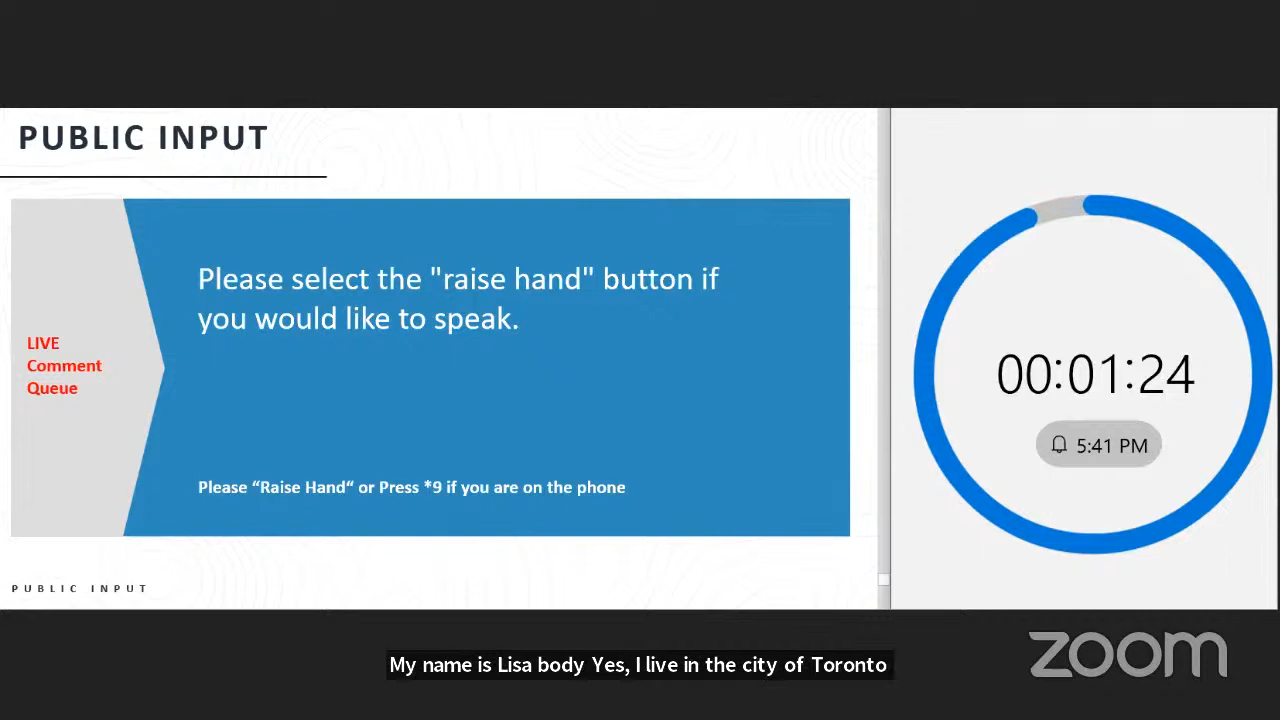 PUBLIC INPUT
Please select the "raise hand" button if
you would like to speak.
LIVE
Comment
Queue
Please “Raise Hand“ or Press *9 if you are on the phone
PUBLIC INPUT
00:01:24
5:41 PM
My name is Lisa body Yes, I live in the city of Toronto
zoom